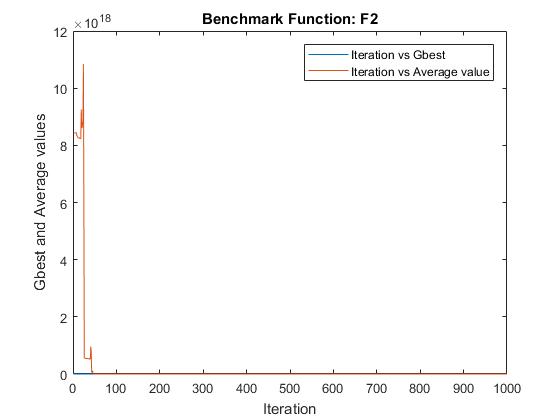 Benchmark Function: F2
×10^18
12
10
8
6
4
2
0
Gbest and Average values
Iteration vs Gbest
Iteration vs Average value
0 100 200 300 400 500 600 700 800 900 1000
Iteration